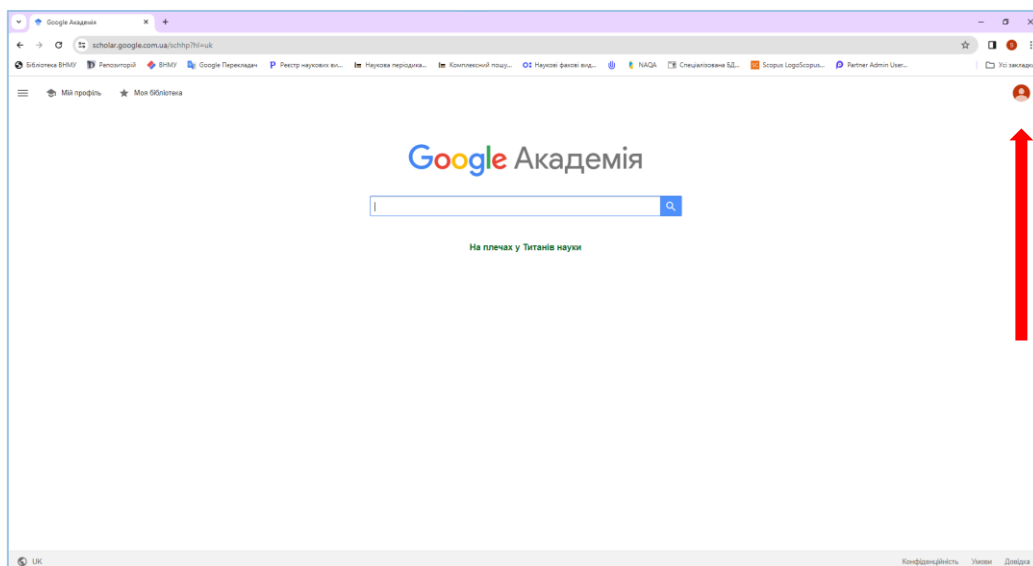 Google Академія
scholar.google.com.ua/schhp?hl=uk
Бібліотека ВНМУ Репозиторій ВНМУ Google Перекладач Реєстр наукових ви... Наукова періодика... Комплексний пошу... Наукові фахові вид... NAQA Спеціалізована БД... Scopus LogoScopus... Partner Admin User... Усі закладки
Мій профіль Моя бібліотека
Google Академія
На плечах у Титанів науки
UK Конфіденційність Умови Довідка